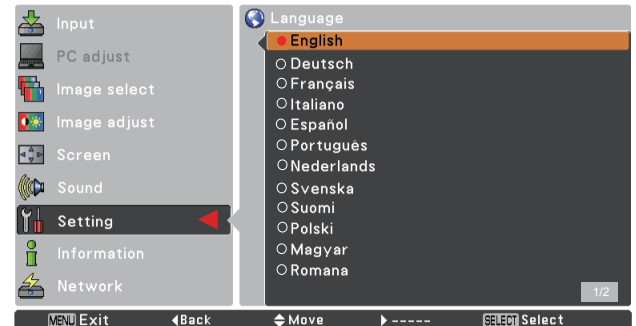 Input
PC adjust
Image select
Image adjust
Screen
Sound
Setting
Information
Network
Language
English
Deutsch
Français
Italiano
Español
Português
Nederlands
Svenska
Suomi
Polski
Magyar
Romana
1/2
MENU Exit ◀Back Move ▶ ----- SELECT Select